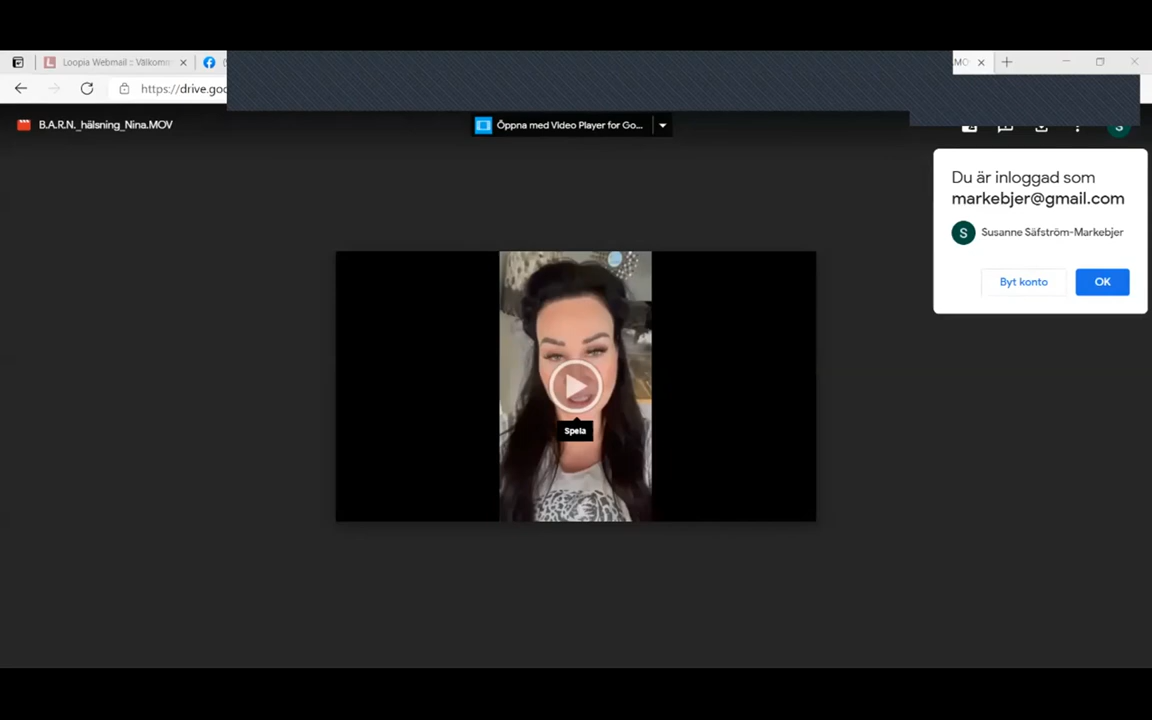 Loopia Webmail :: Välkomm
.MO
https://drive.goo
B.A.R.N._hälsning_Nina.MOV
Öppna med Video Player for Go...
S
Du är inloggad som
markebjer@gmail.com
S
Susanne Säfström-Markebjer
Byt konto
OK
Spela